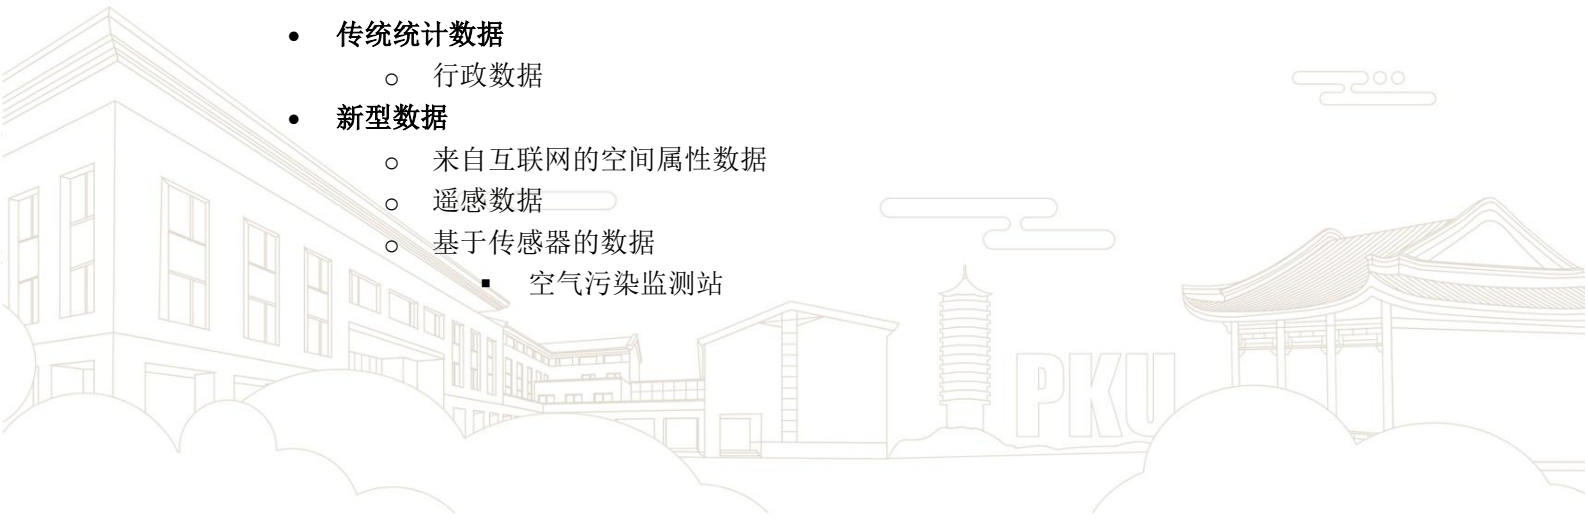 • 传统统计数据
o 行政数据
• 新型数据
o 来自互联网的空间属性数据
o 遥感数据
o 基于传感器的数据
▪ 空气污染监测站
PKU